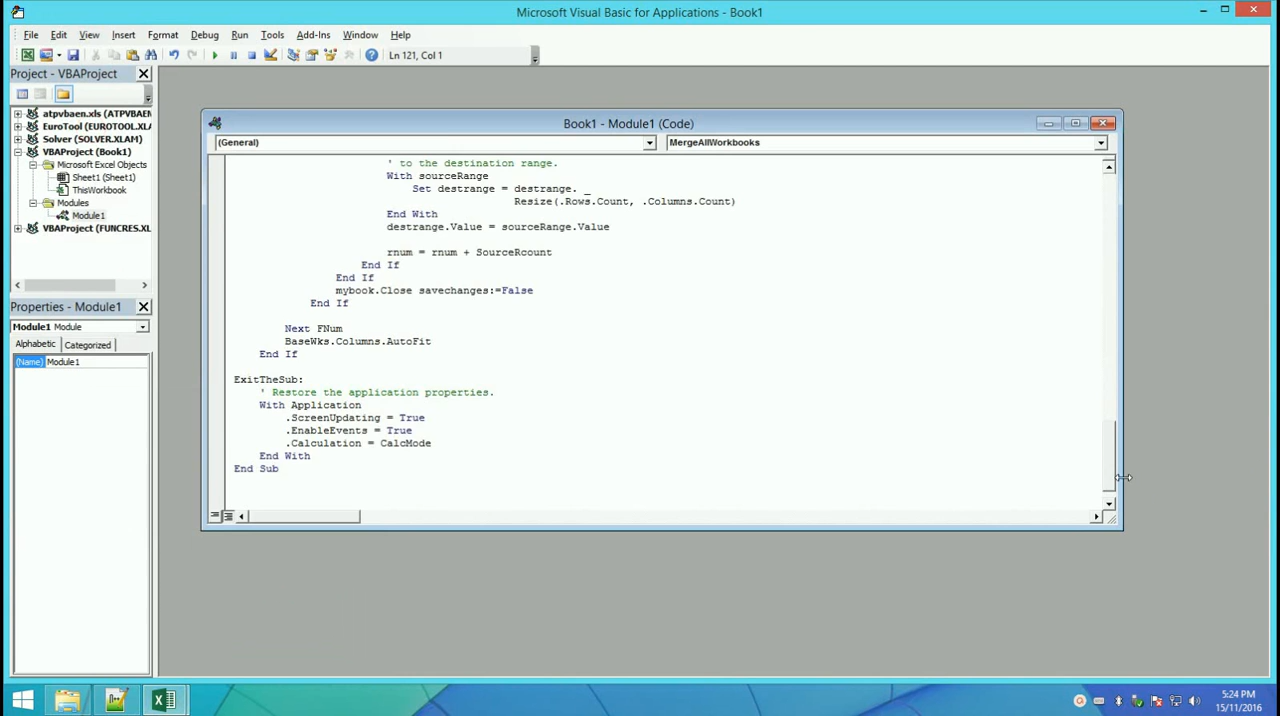 Microsoft Visual Basic for Applications - Book1
File Edit View Insert Format Debug Run Tools Add-Ins Window Help
Ln 121, Col 1
Project - VBAProject
atpvbaen.xls (ATPVBAEN
EuroTool (EUROTOOL.XLA
Solver (SOLVER.XLAM)
VBAProject (Book1)
Microsoft Excel Objects
Sheet1 (Sheet1)
ThisWorkbook
Modules
Module1
VBAProject (FUNCRES.XL
Properties - Module1
Module1 Module
Alphabetic Categorized
(Name) Module1
Book1 - Module1 (Code)
(General) MergeAllWorkbooks
' to the destination range.
With sourceRange
Set destrange = destrange. _
Resize(.Rows.Count, .Columns.Count)
End With
destrange.Value = sourceRange.Value
rnum = rnum + SourceRcount
End If
End If
mybook.Close savechanges:=False
End If
Next FNum
BaseWks.Columns.AutoFit
End If
ExitTheSub:
' Restore the application properties.
With Application
.ScreenUpdating = True
.EnableEvents = True
.Calculation = CalcMode
End With
End Sub
5:24 PM
15/11/2016